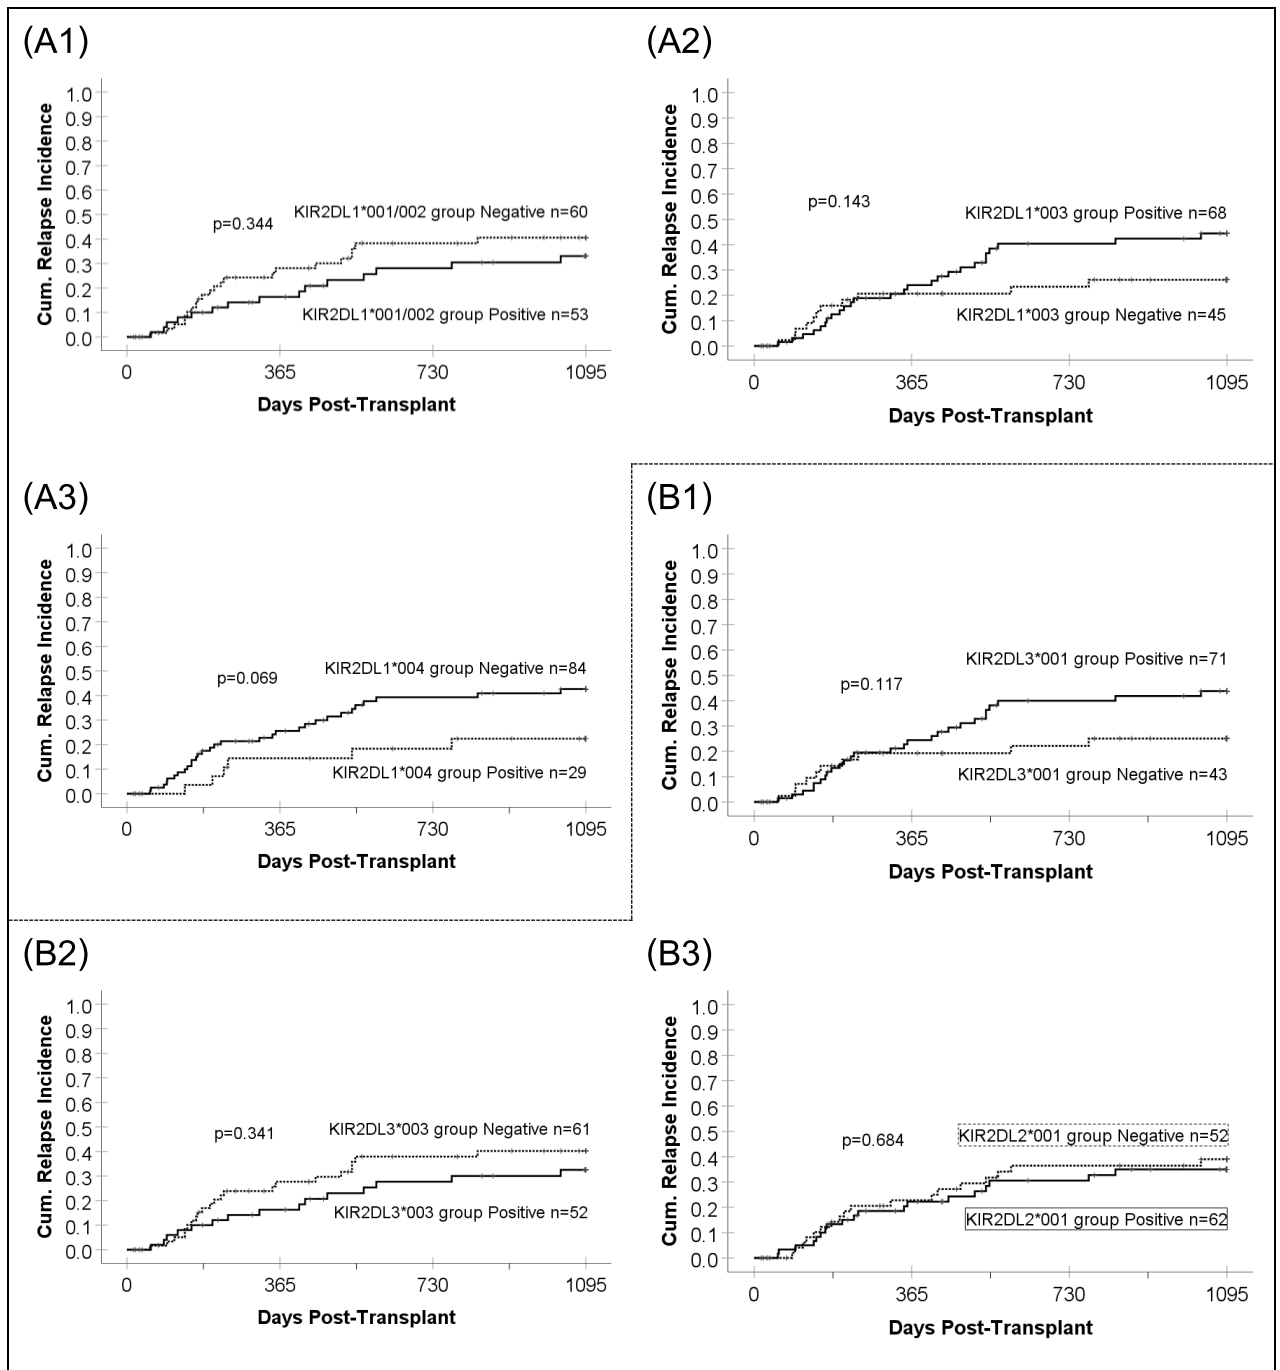 (A1)
1.0
0.9
0.8
0.7
0.6
0.5
0.4
0.3
0.2
0.1
0.0
Cum. Relapse Incidence
p=0.344
KIR2DL1*001/002 group Negative n=60
KIR2DL1*001/002 group Positive n=53
0 365 730 1095
Days Post-Transplant
(A2)
1.0
0.9
0.8
0.7
0.6
0.5
0.4
0.3
0.2
0.1
0.0
Cum. Relapse Incidence
p=0.143
KIR2DL1*003 group Positive n=68
KIR2DL1*003 group Negative n=45
0 365 730 1095
Days Post-Transplant
(A3)
1.0
0.9
0.8
0.7
0.6
0.5
0.4
0.3
0.2
0.1
0.0
Cum. Relapse Incidence
p=0.069
KIR2DL1*004 group Negative n=84
KIR2DL1*004 group Positive n=29
0 365 730 1095
Days Post-Transplant
(B1)
1.0
0.9
0.8
0.7
0.6
0.5
0.4
0.3
0.2
0.1
0.0
Cum. Relapse Incidence
p=0.117
KIR2DL3*001 group Positive n=71
KIR2DL3*001 group Negative n=43
0 365 730 1095
Days Post-Transplant
(B2)
1.0
0.9
0.8
0.7
0.6
0.5
0.4
0.3
0.2
0.1
0.0
Cum. Relapse Incidence
p=0.341
KIR2DL3*003 group Negative n=61
KIR2DL3*003 group Positive n=52
0 365 730 1095
Days Post-Transplant
(B3)
1.0
0.9
0.8
0.7
0.6
0.5
0.4
0.3
0.2
0.1
0.0
Cum. Relapse Incidence
p=0.684
KIR2DL2*001 group Negative n=52
KIR2DL2*001 group Positive n=62
0 365 730 1095
Days Post-Transplant